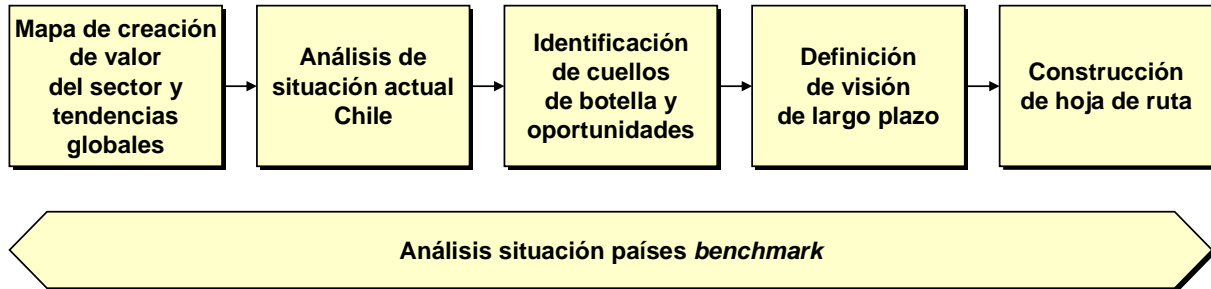 Mapa de creación
de valor
del sector y
tendencias
globales
Análisis de
situación actual
Chile
Identificación
de cuellos
de botella y
oportunidades
Definición
de visión
de largo plazo
Construcción
de hoja de ruta
Análisis situación países benchmark